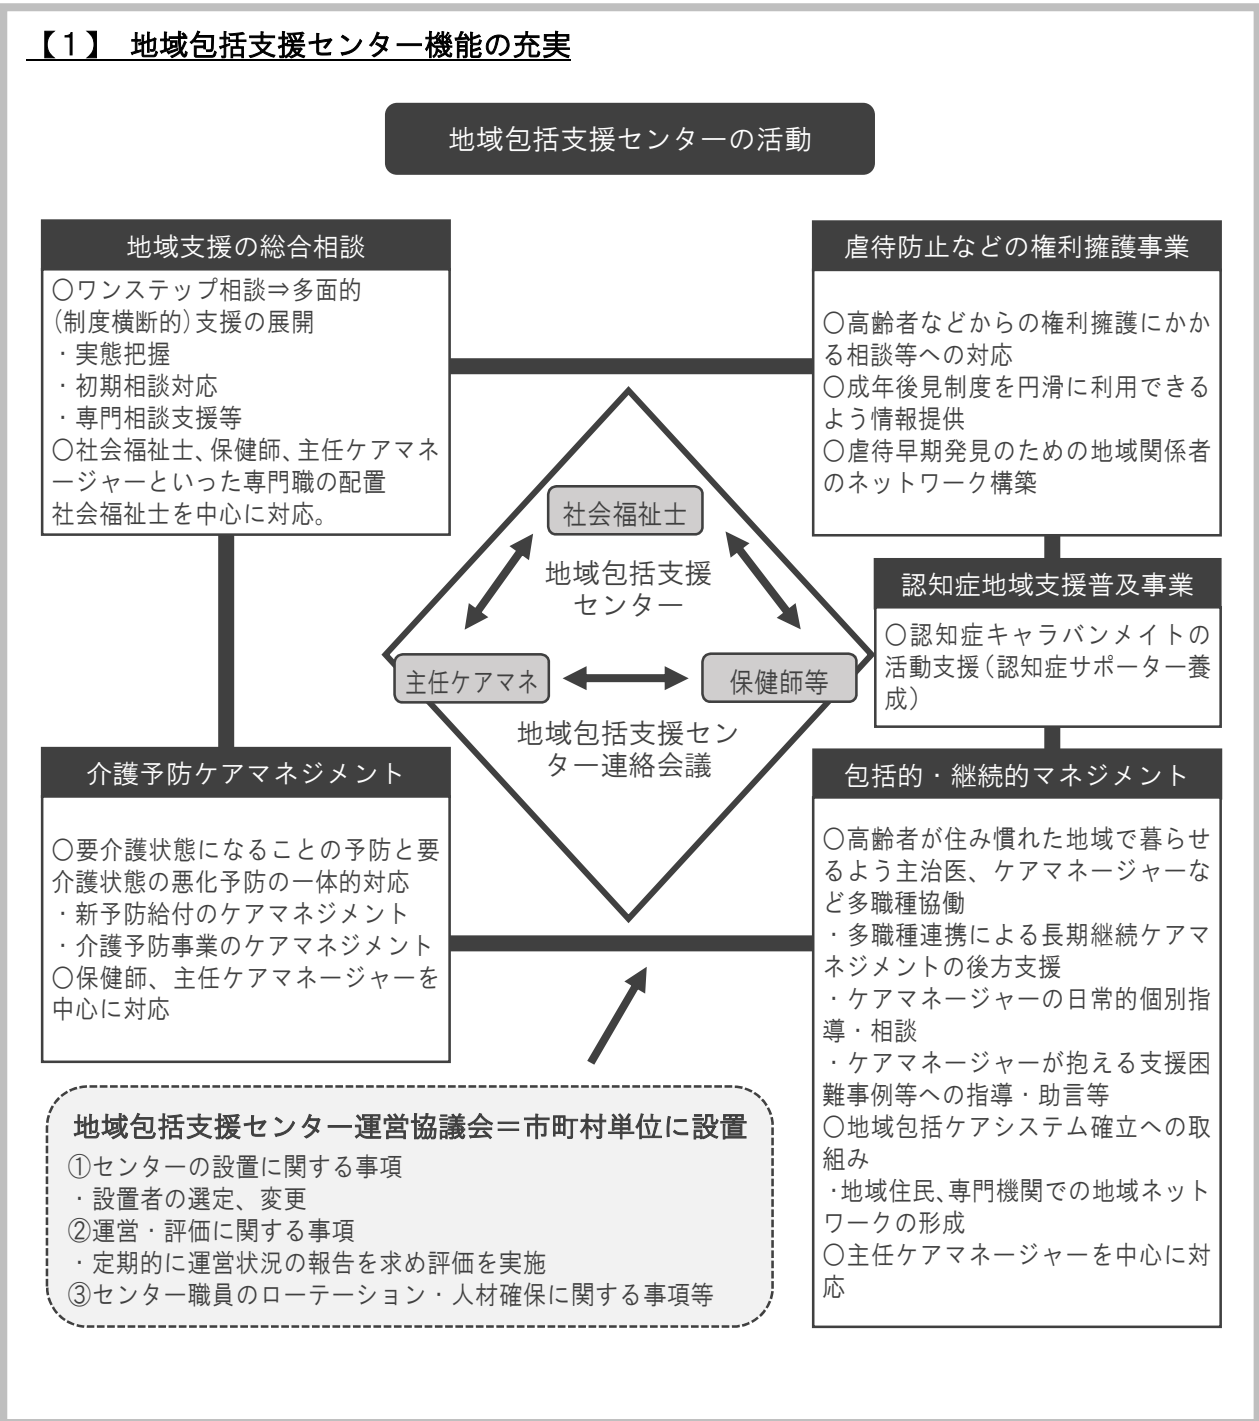 【１】 地域包括支援センター機能の充実
地域包括支援センターの活動
地域支援の総合相談
○ワンステップ相談⇒多面的
(制度横断的)支援の展開
・実態把握
・初期相談対応
・専門相談支援等
○社会福祉士、保健師、主任ケアマネ
ージャーといった専門職の配置
社会福祉士を中心に対応。
虐待防止などの権利擁護事業
○高齢者などからの権利擁護にかか
る相談等への対応
○成年後見制度を円滑に利用できる
よう情報提供
○虐待早期発見のための地域関係者
のネットワーク構築
社会福祉士
地域包括支援
センター
主任ケアマネ
保健師等
地域包括支援セン
ター連絡会議
認知症地域支援普及事業
○認知症キャラバンメイトの
活動支援(認知症サポーター養
成)
介護予防ケアマネジメント
○要介護状態になることの予防と要
介護状態の悪化予防の一体的対応
・新予防給付のケアマネジメント
・介護予防事業のケアマネジメント
○保健師、主任ケアマネージャーを
中心に対応
包括的・継続的マネジメント
○高齢者が住み慣れた地域で暮らせ
るよう主治医、ケアマネージャーな
ど多職種協働
・多職種連携による長期継続ケアマ
ネジメントの後方支援
・ケアマネージャーの日常的個別指
導・相談
・ケアマネージャーが抱える支援困
難事例等への指導・助言等
○地域包括ケアシステム確立への取
組み
・地域住民、専門機関での地域ネット
ワークの形成
○主任ケアマネージャーを中心に対
応
地域包括支援センター運営協議会＝市町村単位に設置
①センターの設置に関する事項
・設置者の選定、変更
②運営・評価に関する事項
・定期的に運営状況の報告を求め評価を実施
③センター職員のローテーション・人材確保に関する事項等